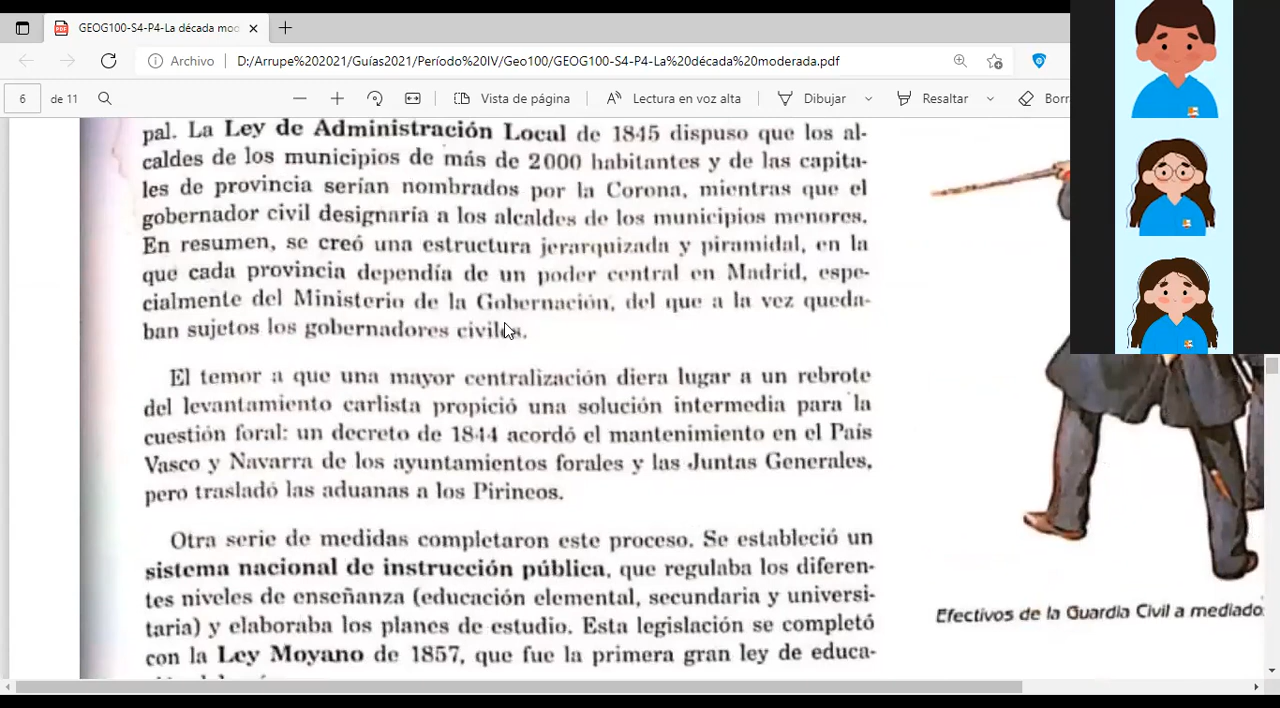 GEOG100-S4-P4-La década mod
Archivo
D:/Arrupe%202021/Guías2021/Período%20IV/Geo100/GEOG100-S4-P4-La%20década%20moderada.pdf
6 de 11
Vista de página
Lectura en voz alta
Dibujar
Resaltar
Borr
pal. La Ley de Administración Local de 1845 dispuso que los al-
caldes de los municipios de más de 2000 habitantes y de las capita-
les de provincia serían nombrados por la Corona, mientras que el
gobernador civil designaría a los alcaldes de los municipios menores.
En resumen, se creó una estructura jerarquizada y piramidal, en la
que cada provincia dependía de un poder central en Madrid, espe-
cialmente del Ministerio de la Gobernación, del que a la vez queda-
ban sujetos los gobernadores civiles.
El temor a que una mayor centralización diera lugar a un rebrote
del levantamiento carlista propició una solución intermedia para la
cuestión foral: un decreto de 1844 acordó el mantenimiento en el País
Vasco y Navarra de los ayuntamientos forales y las Juntas Generales,
pero trasladó las aduanas a los Pirineos.
Otra serie de medidas completaron este proceso. Se estableció un
sistema nacional de instrucción pública, que regulaba los diferen-
tes niveles de enseñanza (educación elemental, secundaria y universi-
taria) y elaboraba los planes de estudio. Esta legislación se completó
con la Ley Moyano de 1857, que fue la primera gran ley de educa-
Efectivos de la Guardia Civil a mediado